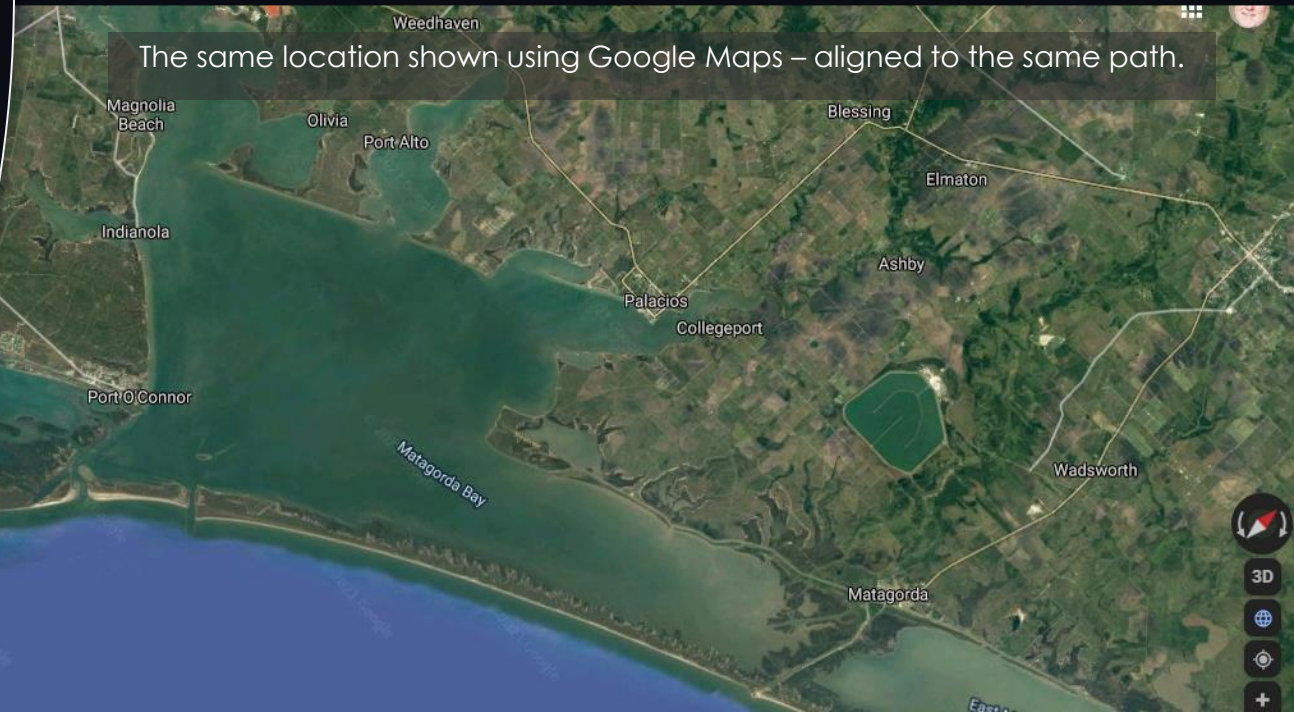 Weedhaven
The same location shown using Google Maps – aligned to the same path.
Magnolia
Beach
Olivia
Port Alto
Blessing
Elmaton
Indianola
Ashby
Palacios
Collegeport
Port O'Connor
Matagorda Bay
Wadsworth
3D
Matagorda
East